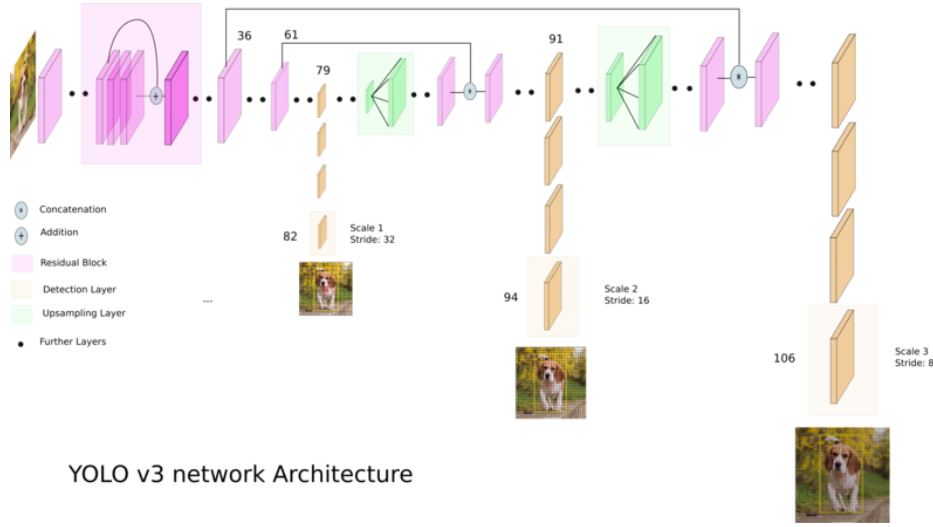 36
61
79
91
Concatenation
Addition
Residual Block
Detection Layer
Upsampling Layer
Further Layers
...
82
Scale 1
Stride: 32
94
Scale 2
Stride: 16
106
Scale 3
Stride: 8
YOLO v3 network Architecture